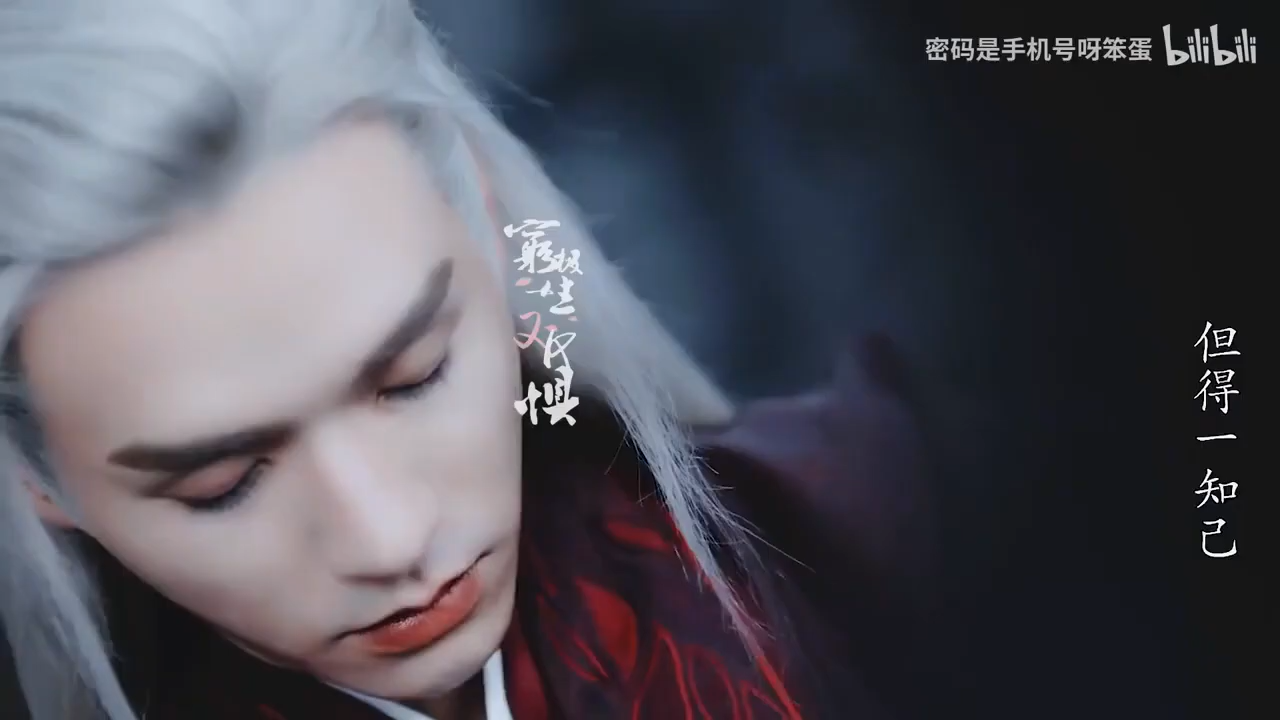 密码是手机号呀笨蛋 bilibili
窮极一生
又何
惧
但得一知己